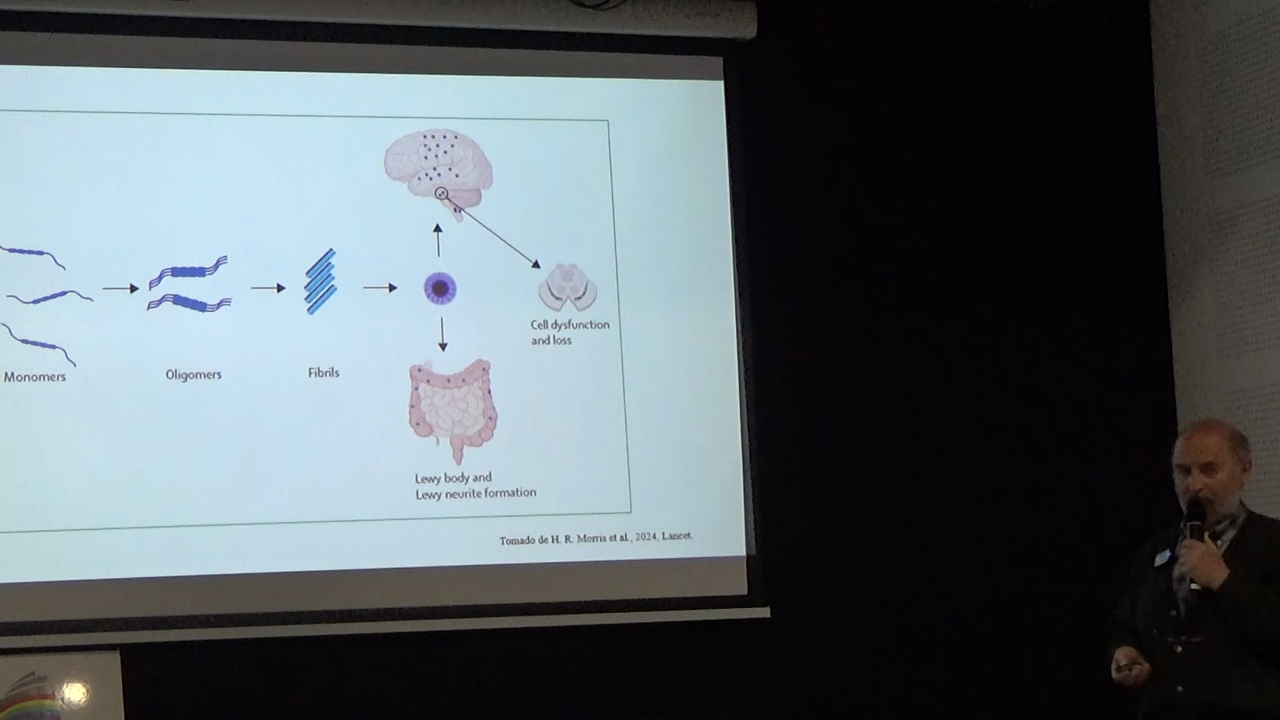 Cell dysfunction
and loss
Monomers
Oligomers
Fibrils
Lewy body and
Lewy neurite formation
Tomado de H. R. Morris et al., 2024, Lancet.